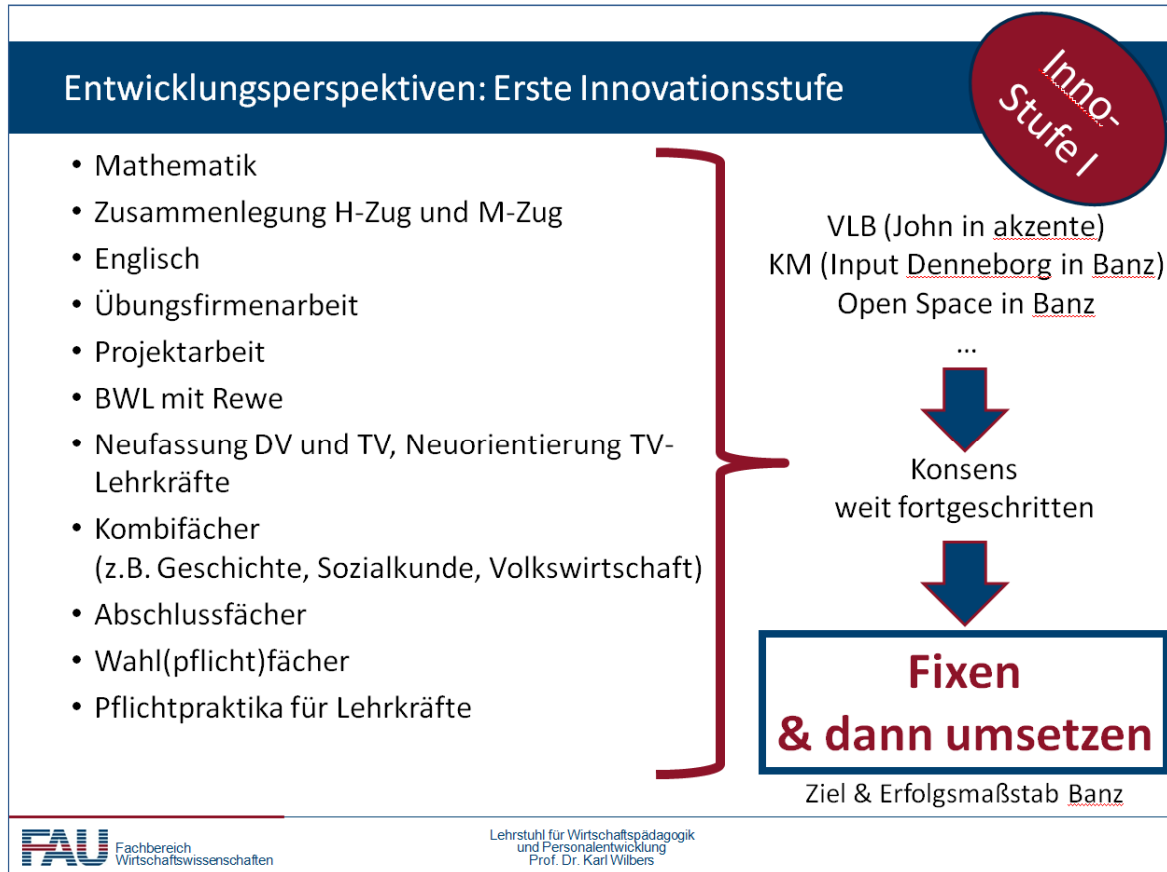 Entwicklungsperspektiven: Erste Innovationsstufe
Inno-
Stufe I
• Mathematik
• Zusammenlegung H-Zug und M-Zug
• Englisch
• Übungsfirmenarbeit
• Projektarbeit
• BWL mit Rewe
• Neufassung DV und TV, Neuorientierung TV-
Lehrkräfte
• Kombifächer
(z.B. Geschichte, Sozialkunde, Volkswirtschaft)
• Abschlussfächer
• Wahl(pflicht)fächer
• Pflichtpraktika für Lehrkräfte
VLB (John in akzente)
KM (Input Denneborg in Banz)
Open Space in Banz
...
Konsens
weit fortgeschritten
Fixen
& dann umsetzen
Ziel & Erfolgsmaßstab Banz
FAU
Fachbereich
Wirtschaftswissenschaften
Lehrstuhl für Wirtschaftspädagogik
und Personalentwicklung
Prof. Dr. Karl Wilbers